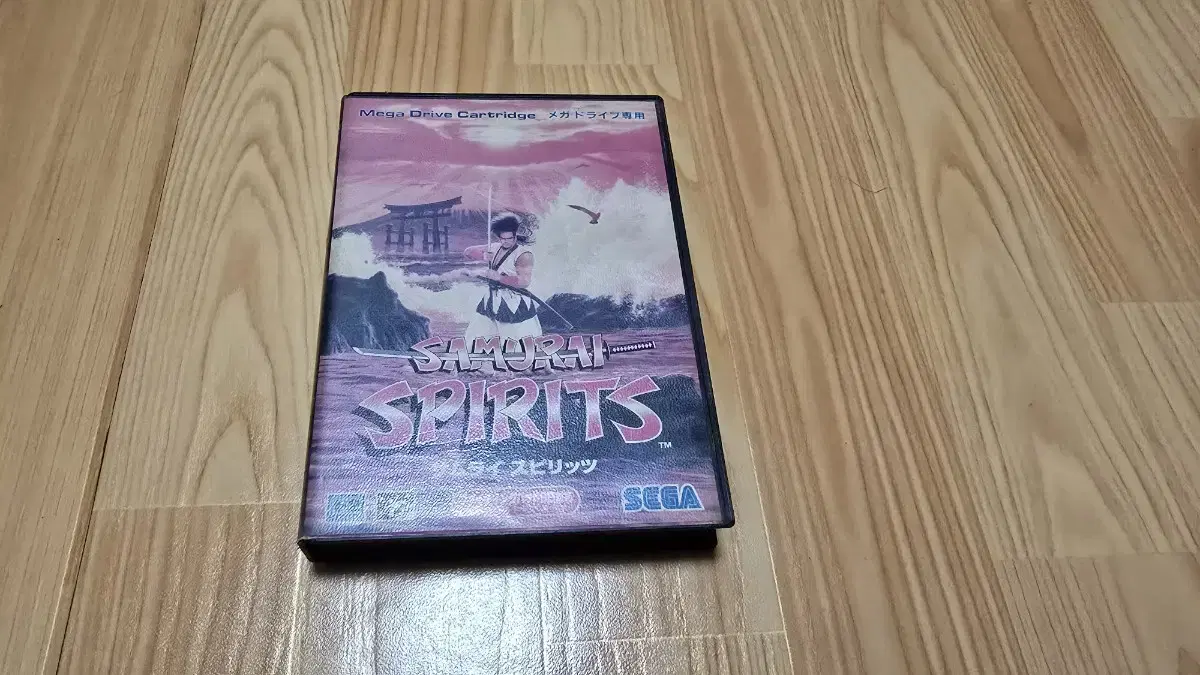 Mega Drive Cartridge メガドライブ専用
SAMURAI
SPIRITS
TM
サムライ スピリッツ
SEGA